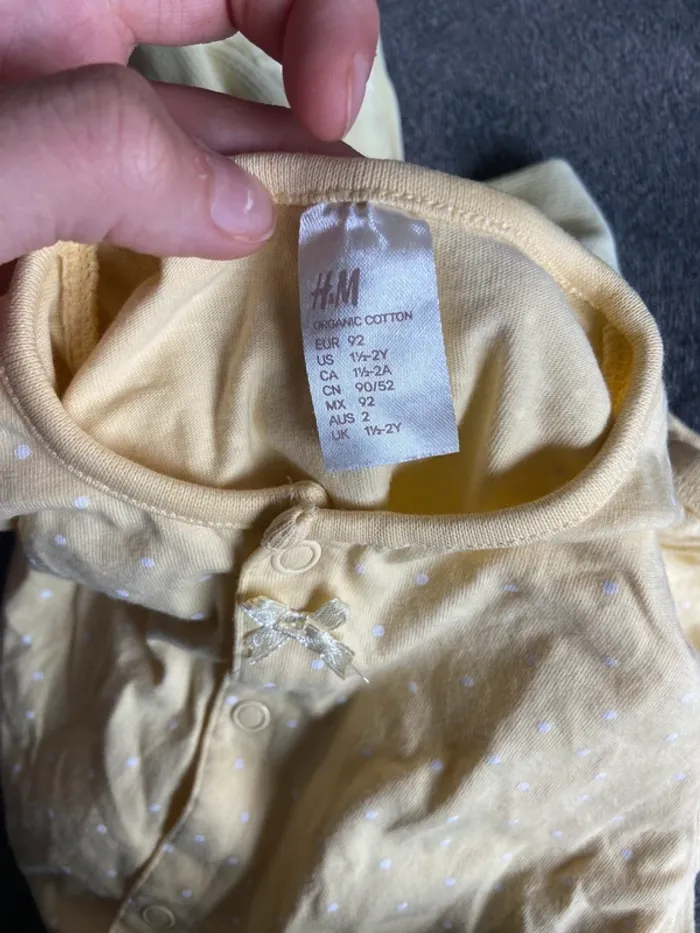 H&M
ORGANIC COTTON
EUR 92
US 1½-2Y
CA 1½-2A
CN 90/52
MX 92
AUS 2
UK 1½-2Y